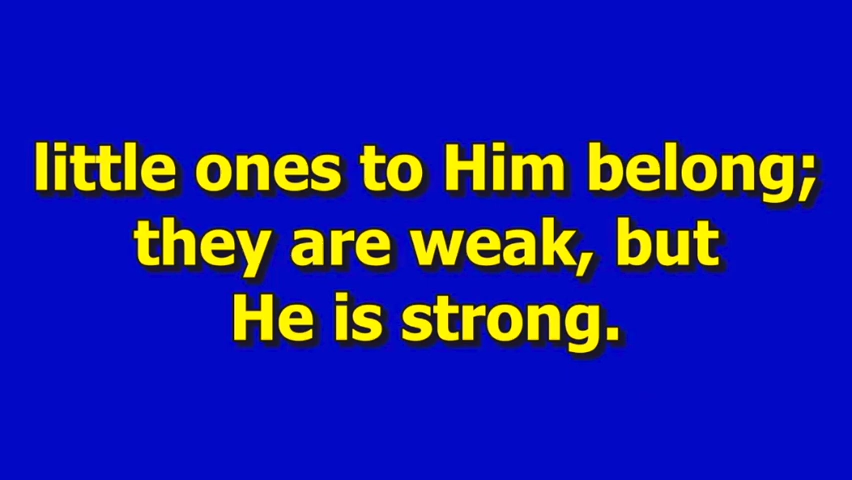 little ones to Him belong;
they are weak, but
He is strong.